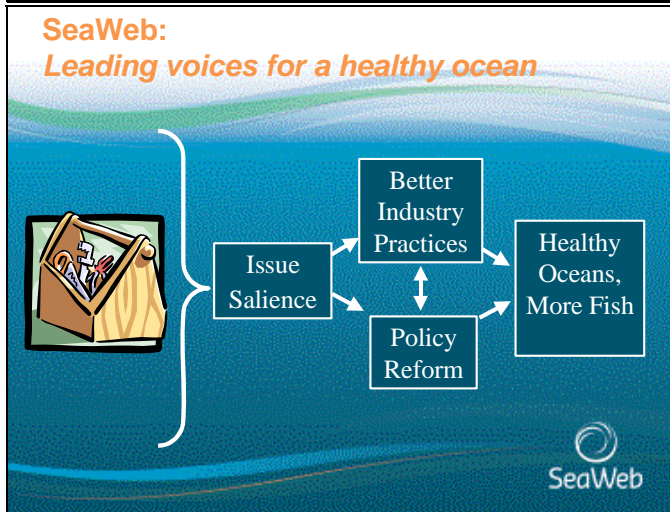 SeaWeb:
Leading voices for a healthy ocean
Better
Industry
Practices
Issue
Salience
Policy
Reform
Healthy
Oceans,
More Fish
SeaWeb